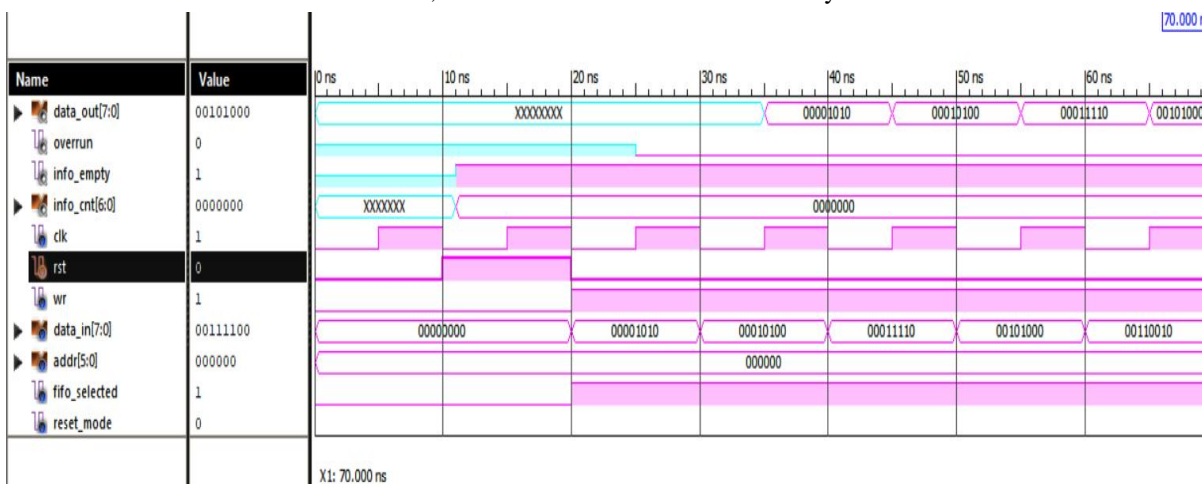 70.000 n
Name Value 0 ns 10 ns 20 ns 30 ns 40 ns 50 ns 60 ns
data_out[7:0] 00101000 XXXXXXXX 00001010 00010100 00011110 00101000
overrun 0
info_empty 1
info_cnt[6:0] 0000000 XXXXXXX 0000000
clk 1
rst 0
wr 1
data_in[7:0] 00111100 00000000 00001010 00010100 00011110 00101000 00110010
addr[5:0] 000000 000000
fifo_selected 1
reset_mode 0
X1: 70.000 ns